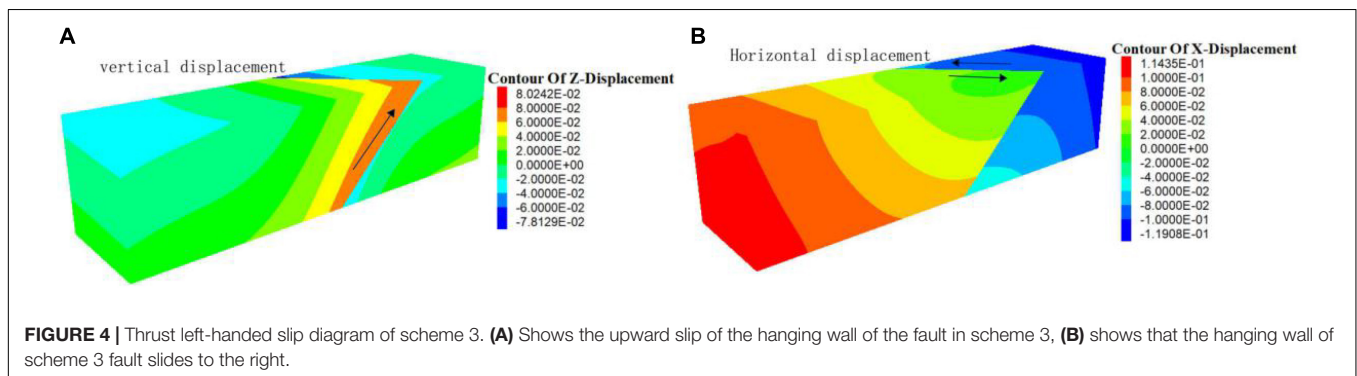 A
vertical displacement
Contour Of Z-Displacement
8.0242E-02
8.0000E-02
6.0000E-02
4.0000E-02
2.0000E-02
0.0000E+00
-2.0000E-02
-4.0000E-02
-6.0000E-02
-7.8129E-02
B
Horizontal displacement
Contour Of X-Displacement
1.1435E-01
1.0000E-01
8.0000E-02
6.0000E-02
4.0000E-02
2.0000E-02
0.0000E+00
-2.0000E-02
-4.0000E-02
-6.0000E-02
-8.0000E-02
-1.0000E-01
-1.1908E-01
FIGURE 4 | Thrust left-handed slip diagram of scheme 3. (A) Shows the upward slip of the hanging wall of the fault in scheme 3, (B) shows that the hanging wall of
scheme 3 fault slides to the right.